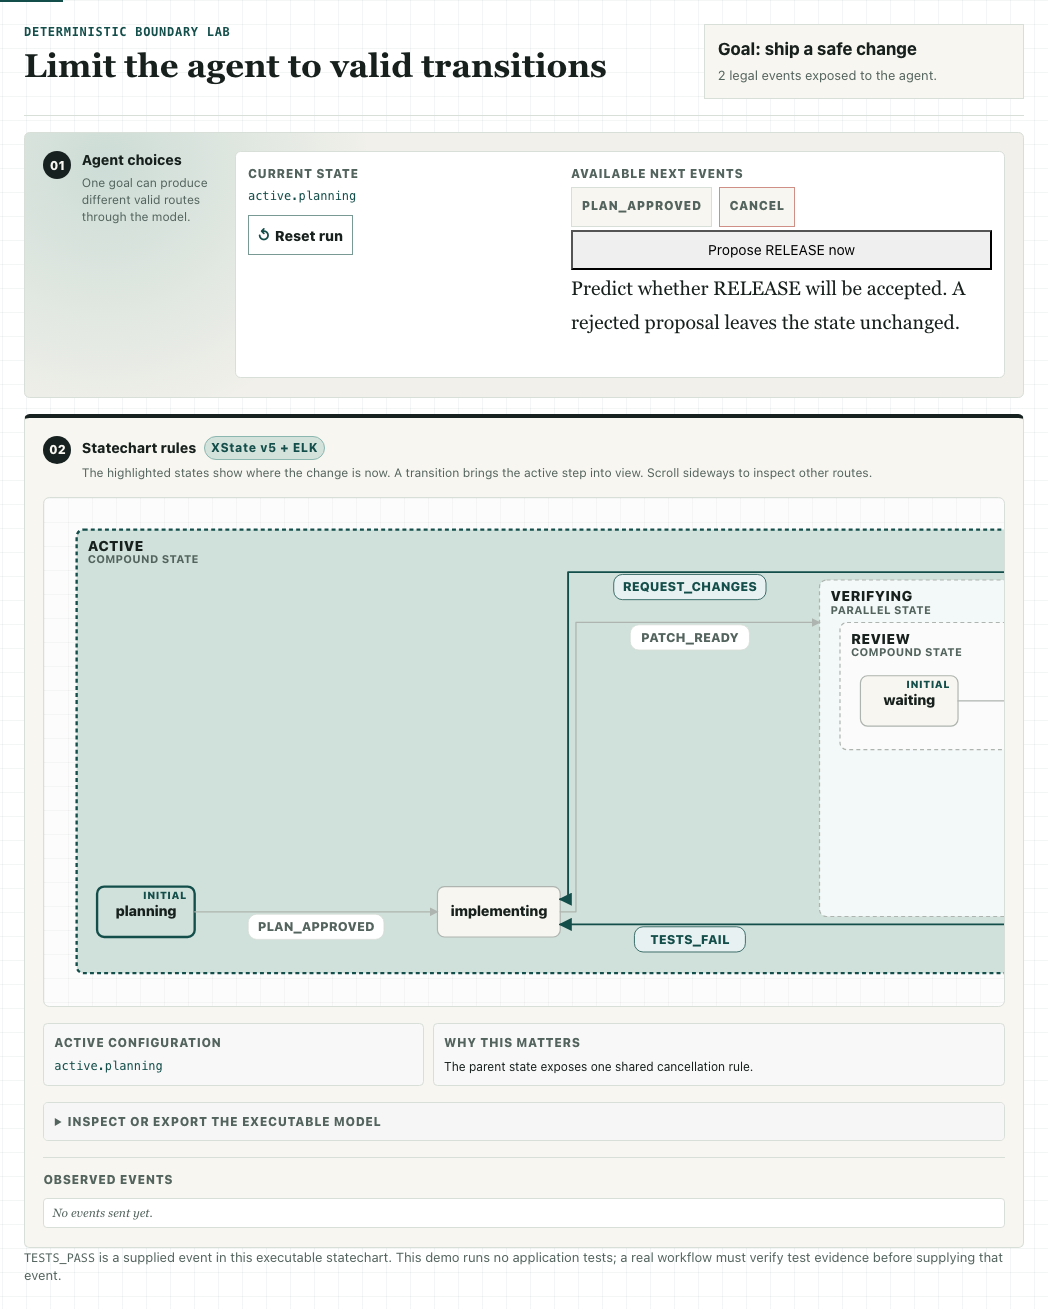 DETERMINISTIC BOUNDARY LAB
Limit the agent to valid transitions
Goal: ship a safe change
2 legal events exposed to the agent.
01
Agent choices
One goal can produce
different valid routes
through the model.
CURRENT STATE
active.planning
Reset run
AVAILABLE NEXT EVENTS
PLAN_APPROVED
CANCEL
Propose RELEASE now
Predict whether RELEASE will be accepted. A
rejected proposal leaves the state unchanged.
02
Statechart rules
XState v5 + ELK
The highlighted states show where the change is now. A transition brings the active step into view. Scroll sideways to inspect other routes.
ACTIVE
COMPOUND STATE
REQUEST_CHANGES
PATCH_READY
VERIFYING
PARALLEL STATE
REVIEW
COMPOUND STATE
INITIAL
waiting
INITIAL
planning
PLAN_APPROVED
implementing
TESTS_FAIL
ACTIVE CONFIGURATION
active.planning
WHY THIS MATTERS
The parent state exposes one shared cancellation rule.
INSPECT OR EXPORT THE EXECUTABLE MODEL
OBSERVED EVENTS
No events sent yet.
TESTS_PASS is a supplied event in this executable statechart. This demo runs no application tests; a real workflow must verify test evidence before supplying that
event.